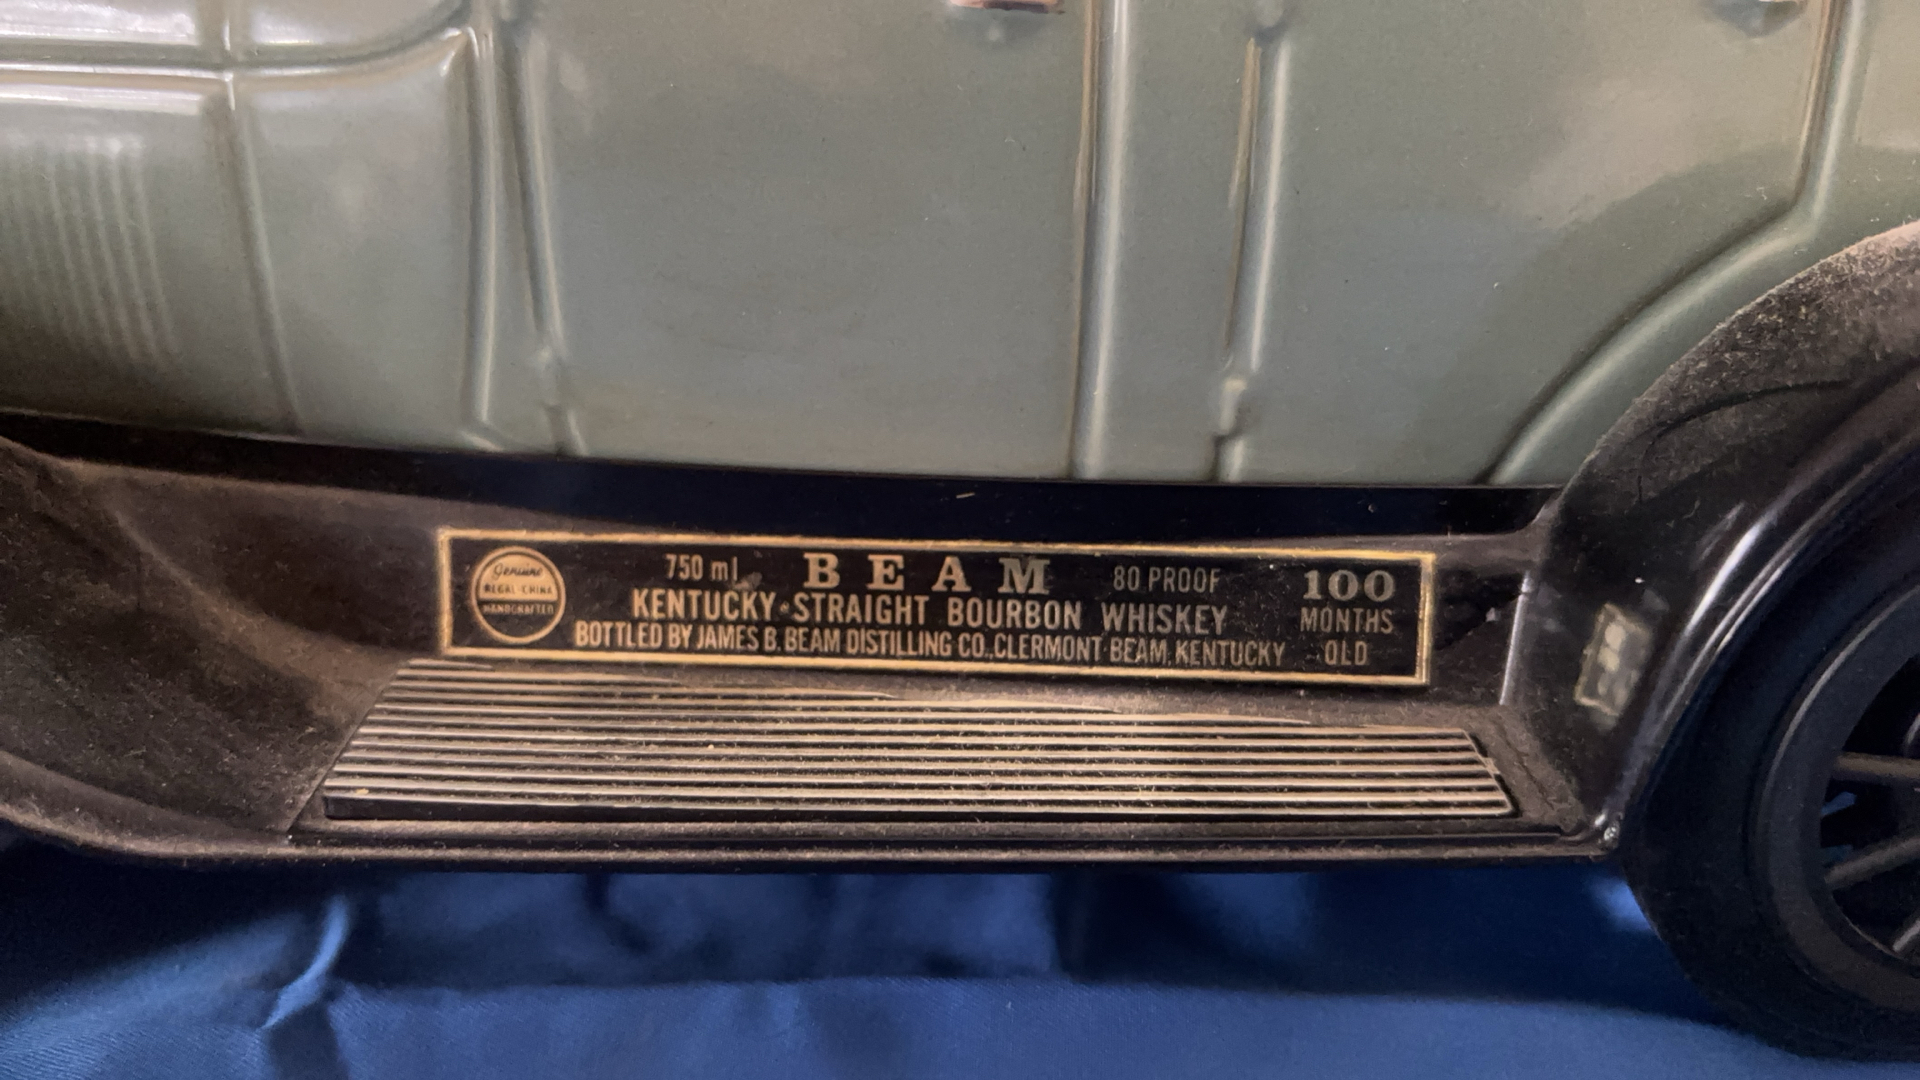 Genuine
REGAL CHINA
HANDCRAFTED
750 ml BEAM 80 PROOF
KENTUCKY STRAIGHT BOURBON WHISKEY
BOTTLED BY JAMES B. BEAM DISTILLING CO., CLERMONT BEAM, KENTUCKY
100
MONTHS
OLD